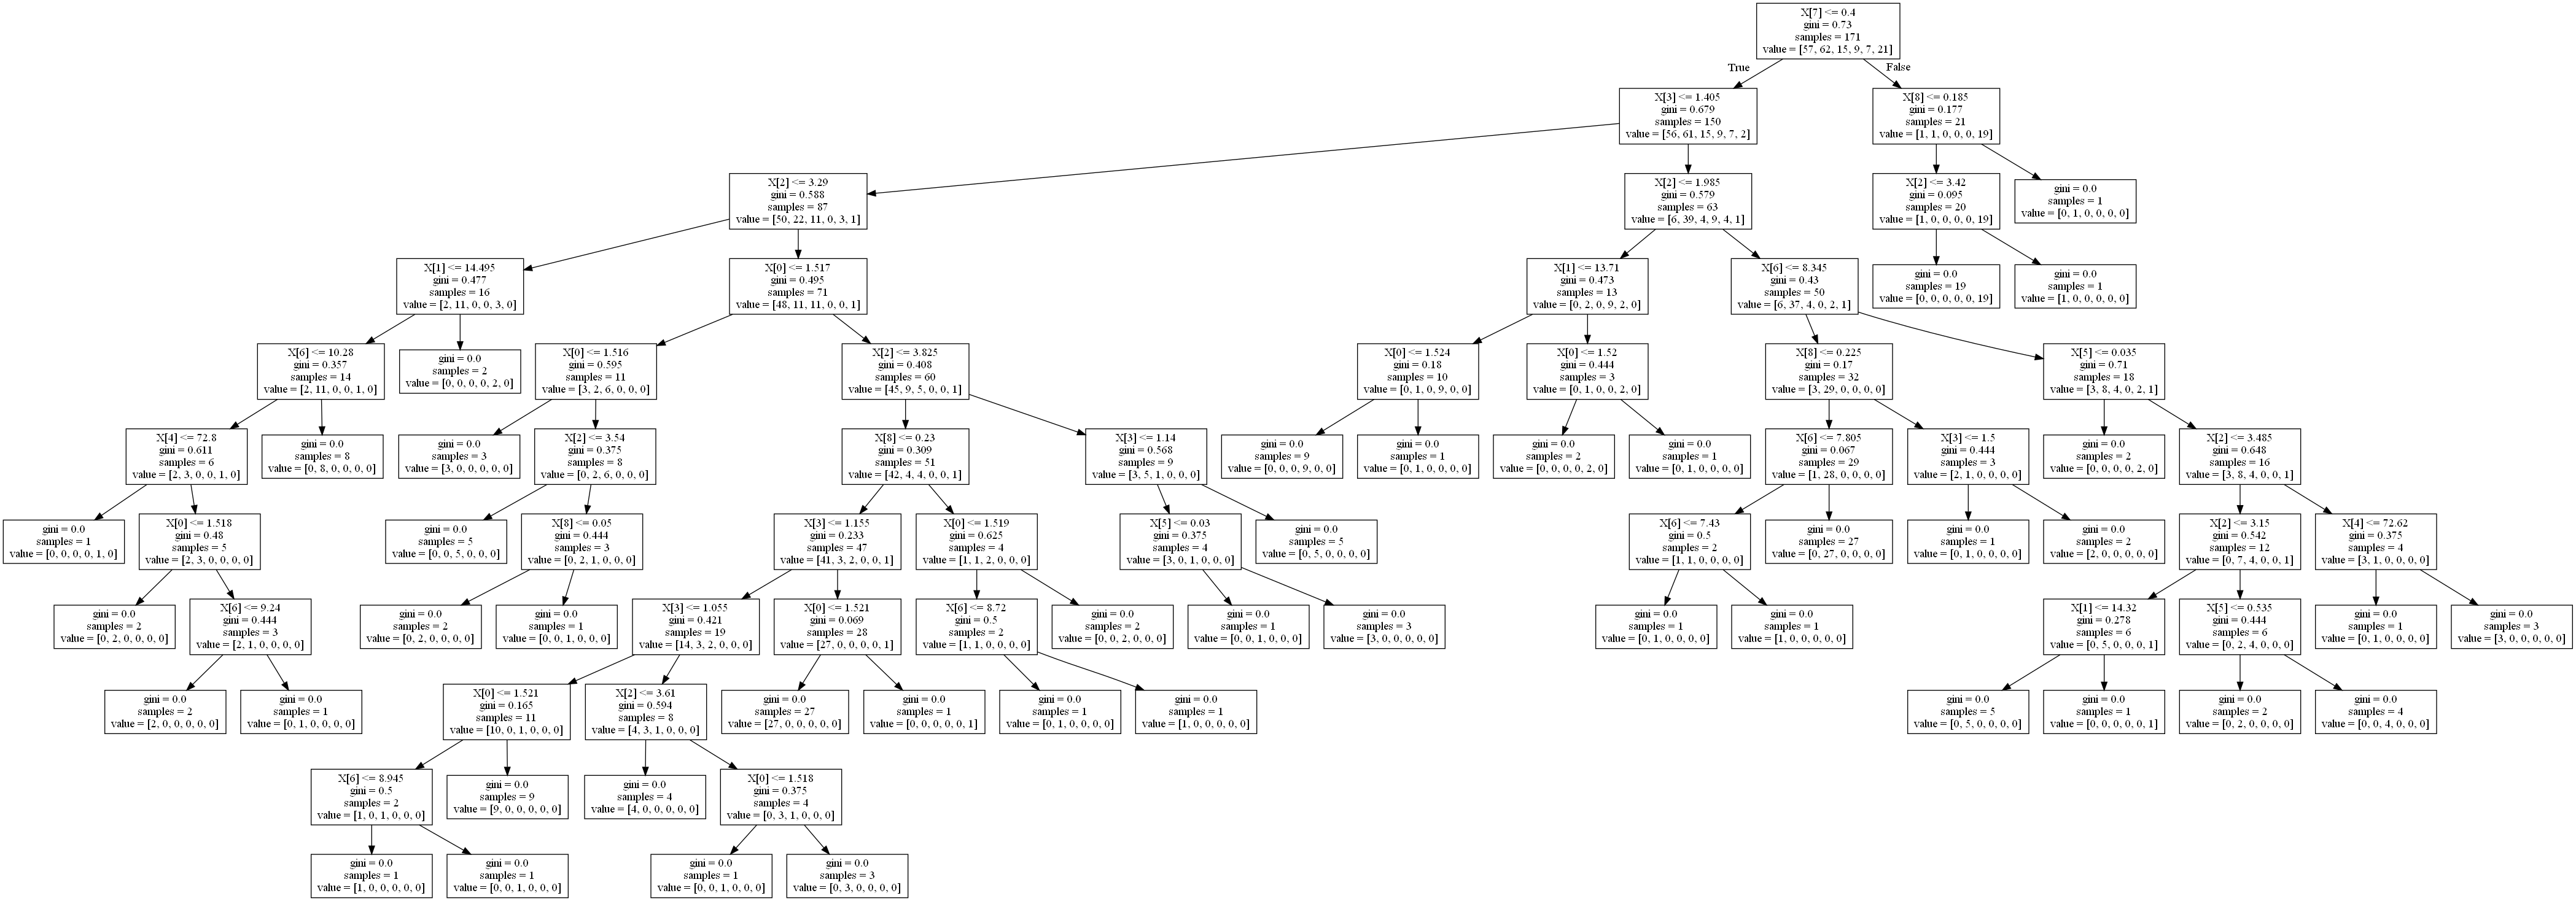 X[7] <= 0.4
gini = 0.73
samples = 171
value = [57, 62, 15, 9, 7, 21]
True
False
X[3] <= 1.405
gini = 0.679
samples = 150
value = [56, 61, 15, 9, 7, 2]
X[8] <= 0.185
gini = 0.177
samples = 21
value = [1, 1, 0, 0, 0, 19]
X[2] <= 3.29
gini = 0.588
samples = 87
value = [50, 22, 11, 0, 3, 1]
X[2] <= 1.985
gini = 0.579
samples = 63
value = [6, 39, 4, 9, 4, 1]
X[2] <= 3.42
gini = 0.095
samples = 20
value = [1, 0, 0, 0, 0, 19]
gini = 0.0
samples = 1
value = [0, 1, 0, 0, 0, 0]
X[1] <= 14.495
gini = 0.477
samples = 16
value = [2, 11, 0, 0, 3, 0]
X[0] <= 1.517
gini = 0.495
samples = 71
value = [48, 11, 11, 0, 0, 1]
X[1] <= 13.71
gini = 0.473
samples = 13
value = [0, 2, 0, 9, 2, 0]
X[6] <= 8.345
gini = 0.43
samples = 50
value = [6, 37, 4, 0, 2, 1]
gini = 0.0
samples = 19
value = [0, 0, 0, 0, 0, 19]
gini = 0.0
samples = 1
value = [1, 0, 0, 0, 0, 0]
X[6] <= 10.28
gini = 0.357
samples = 14
value = [2, 11, 0, 0, 1, 0]
gini = 0.0
samples = 2
value = [0, 0, 0, 0, 2, 0]
X[0] <= 1.516
gini = 0.595
samples = 11
value = [3, 2, 6, 0, 0, 0]
X[2] <= 3.825
gini = 0.408
samples = 60
value = [45, 9, 5, 0, 0, 1]
X[0] <= 1.524
gini = 0.18
samples = 10
value = [0, 1, 0, 9, 0, 0]
X[0] <= 1.52
gini = 0.444
samples = 3
value = [0, 1, 0, 0, 2, 0]
X[8] <= 0.225
gini = 0.17
samples = 32
value = [3, 29, 0, 0, 0, 0]
X[5] <= 0.035
gini = 0.71
samples = 18
value = [3, 8, 4, 0, 2, 1]
X[4] <= 72.8
gini = 0.611
samples = 6
value = [2, 3, 0, 0, 1, 0]
gini = 0.0
samples = 8
value = [0, 8, 0, 0, 0, 0]
gini = 0.0
samples = 3
value = [3, 0, 0, 0, 0, 0]
X[2] <= 3.54
gini = 0.375
samples = 8
value = [0, 2, 6, 0, 0, 0]
X[8] <= 0.23
gini = 0.309
samples = 51
value = [42, 4, 4, 0, 0, 1]
X[3] <= 1.14
gini = 0.568
samples = 9
value = [3, 5, 1, 0, 0, 0]
gini = 0.0
samples = 9
value = [0, 0, 0, 9, 0, 0]
gini = 0.0
samples = 1
value = [0, 1, 0, 0, 0, 0]
gini = 0.0
samples = 2
value = [0, 0, 0, 0, 2, 0]
gini = 0.0
samples = 1
value = [0, 1, 0, 0, 0, 0]
X[6] <= 7.805
gini = 0.067
samples = 29
value = [1, 28, 0, 0, 0, 0]
X[3] <= 1.5
gini = 0.444
samples = 3
value = [2, 1, 0, 0, 0, 0]
gini = 0.0
samples = 2
value = [0, 0, 0, 0, 2, 0]
X[2] <= 3.485
gini = 0.648
samples = 16
value = [3, 8, 4, 0, 0, 1]
gini = 0.0
samples = 1
value = [0, 0, 0, 0, 1, 0]
X[0] <= 1.518
gini = 0.48
samples = 5
value = [2, 3, 0, 0, 0, 0]
gini = 0.0
samples = 5
value = [0, 0, 5, 0, 0, 0]
X[8] <= 0.05
gini = 0.444
samples = 3
value = [0, 2, 1, 0, 0, 0]
X[3] <= 1.155
gini = 0.233
samples = 47
value = [41, 3, 2, 0, 0, 1]
X[0] <= 1.519
gini = 0.625
samples = 4
value = [1, 1, 2, 0, 0, 0]
X[5] <= 0.03
gini = 0.375
samples = 4
value = [3, 0, 1, 0, 0, 0]
gini = 0.0
samples = 5
value = [0, 5, 0, 0, 0, 0]
X[6] <= 7.43
gini = 0.5
samples = 2
value = [1, 1, 0, 0, 0, 0]
gini = 0.0
samples = 27
value = [0, 27, 0, 0, 0, 0]
gini = 0.0
samples = 1
value = [0, 1, 0, 0, 0, 0]
gini = 0.0
samples = 2
value = [2, 0, 0, 0, 0, 0]
X[2] <= 3.15
gini = 0.542
samples = 12
value = [0, 7, 4, 0, 0, 1]
X[4] <= 72.62
gini = 0.375
samples = 4
value = [3, 1, 0, 0, 0, 0]
gini = 0.0
samples = 2
value = [0, 2, 0, 0, 0, 0]
X[6] <= 9.24
gini = 0.444
samples = 3
value = [2, 1, 0, 0, 0, 0]
gini = 0.0
samples = 2
value = [0, 2, 0, 0, 0, 0]
gini = 0.0
samples = 1
value = [0, 0, 1, 0, 0, 0]
X[3] <= 1.055
gini = 0.421
samples = 19
value = [14, 3, 2, 0, 0, 0]
X[0] <= 1.521
gini = 0.069
samples = 28
value = [27, 0, 0, 0, 0, 1]
X[6] <= 8.72
gini = 0.5
samples = 2
value = [1, 1, 0, 0, 0, 0]
gini = 0.0
samples = 2
value = [0, 0, 2, 0, 0, 0]
gini = 0.0
samples = 1
value = [0, 0, 1, 0, 0, 0]
gini = 0.0
samples = 3
value = [3, 0, 0, 0, 0, 0]
gini = 0.0
samples = 1
value = [0, 1, 0, 0, 0, 0]
gini = 0.0
samples = 1
value = [1, 0, 0, 0, 0, 0]
X[1] <= 14.32
gini = 0.278
samples = 6
value = [0, 5, 0, 0, 0, 1]
X[5] <= 0.535
gini = 0.444
samples = 6
value = [0, 2, 4, 0, 0, 0]
gini = 0.0
samples = 1
value = [0, 1, 0, 0, 0, 0]
gini = 0.0
samples = 3
value = [3, 0, 0, 0, 0, 0]
gini = 0.0
samples = 2
value = [2, 0, 0, 0, 0, 0]
gini = 0.0
samples = 1
value = [0, 1, 0, 0, 0, 0]
X[0] <= 1.521
gini = 0.165
samples = 11
value = [10, 0, 1, 0, 0, 0]
X[2] <= 3.61
gini = 0.594
samples = 8
value = [4, 3, 1, 0, 0, 0]
gini = 0.0
samples = 27
value = [27, 0, 0, 0, 0, 0]
gini = 0.0
samples = 1
value = [0, 0, 0, 0, 0, 1]
gini = 0.0
samples = 1
value = [0, 1, 0, 0, 0, 0]
gini = 0.0
samples = 1
value = [1, 0, 0, 0, 0, 0]
gini = 0.0
samples = 5
value = [0, 5, 0, 0, 0, 0]
gini = 0.0
samples = 1
value = [0, 0, 0, 0, 0, 1]
gini = 0.0
samples = 2
value = [0, 2, 0, 0, 0, 0]
gini = 0.0
samples = 4
value = [0, 0, 4, 0, 0, 0]
X[6] <= 8.945
gini = 0.5
samples = 2
value = [1, 0, 1, 0, 0, 0]
gini = 0.0
samples = 9
value = [9, 0, 0, 0, 0, 0]
gini = 0.0
samples = 4
value = [4, 0, 0, 0, 0, 0]
X[0] <= 1.518
gini = 0.375
samples = 4
value = [0, 3, 1, 0, 0, 0]
gini = 0.0
samples = 1
value = [1, 0, 0, 0, 0, 0]
gini = 0.0
samples = 1
value = [0, 0, 1, 0, 0, 0]
gini = 0.0
samples = 1
value = [0, 0, 1, 0, 0, 0]
gini = 0.0
samples = 3
value = [0, 3, 0, 0, 0, 0]